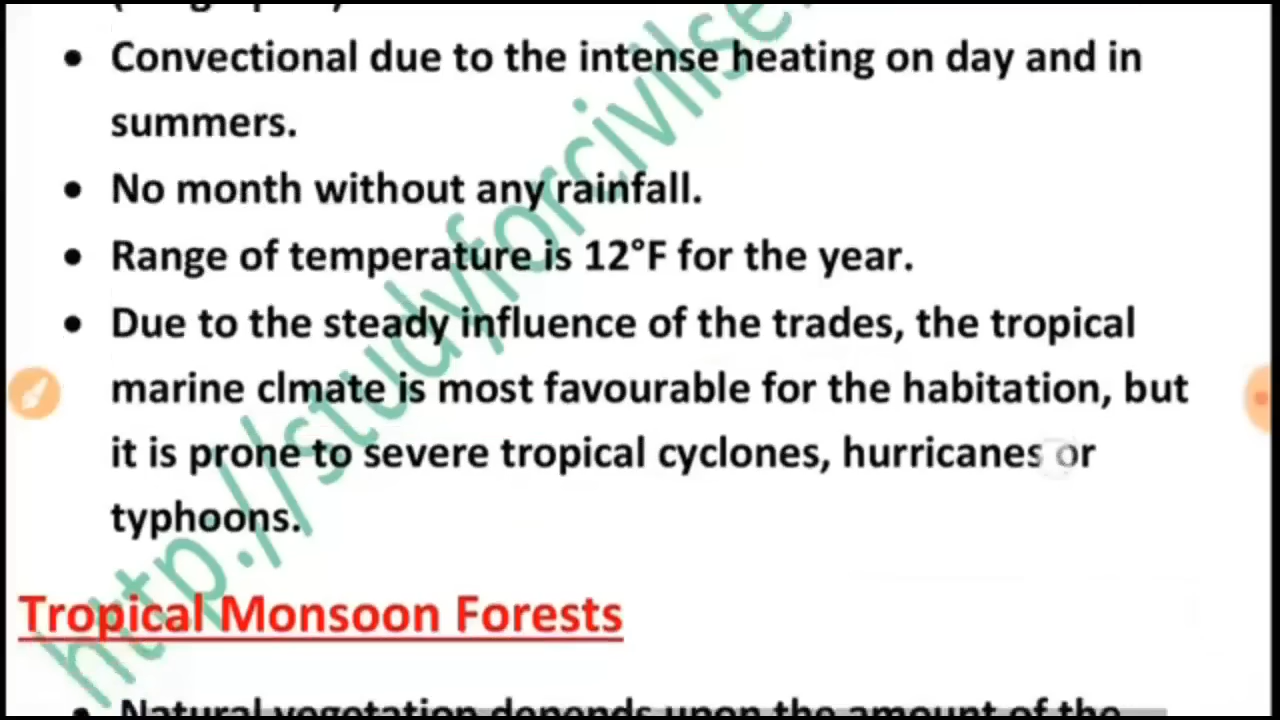 • Convectional due to the intense heating on day and in
summers.
• No month without any rainfall.
• Range of temperature is 12°F for the year.
• Due to the steady influence of the trades, the tropical
marine clmate is most favourable for the habitation, but
it is prone to severe tropical cyclones, hurricanes or
typhoons.
Tropical Monsoon Forests
• Natural vegetation depends upon the amount of the
http://studyforcivilse